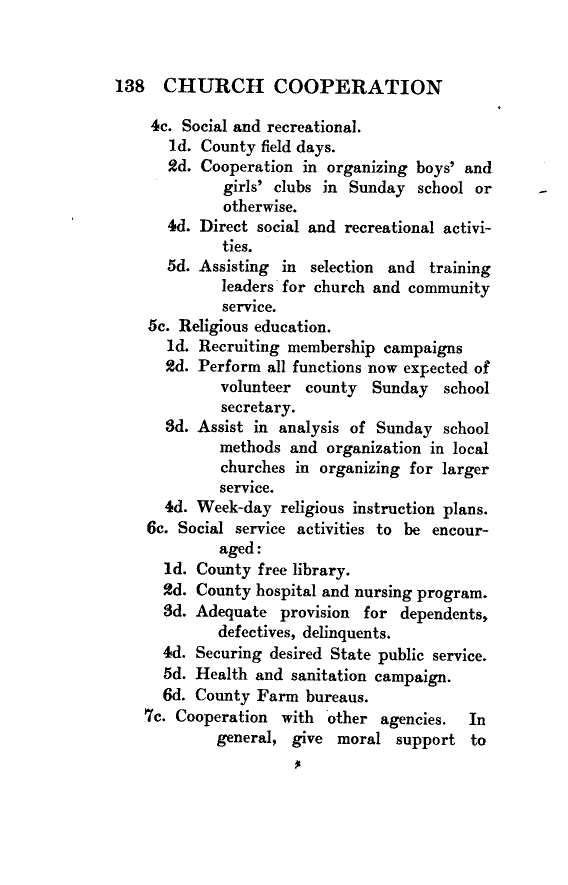 138 CHURCH COOPERATION
4c. Social and recreational.
1d. County field days.
2d. Cooperation in organizing boys' and
girls' clubs in Sunday school or
otherwise.
4d. Direct social and recreational activi-
ties.
5d. Assisting in selection and training
leaders for church and community
service.
5c. Religious education.
1d. Recruiting membership campaigns
2d. Perform all functions now expected of
volunteer county Sunday school
secretary.
3d. Assist in analysis of Sunday school
methods and organization in local
churches in organizing for larger
service.
4d. Week-day religious instruction plans.
6c. Social service activities to be encour-
aged:
1d. County free library.
2d. County hospital and nursing program.
3d. Adequate provision for dependents,
defectives, delinquents.
4d. Securing desired State public service.
5d. Health and sanitation campaign.
6d. County Farm bureaus.
7c. Cooperation with other agencies. In
general, give moral support to